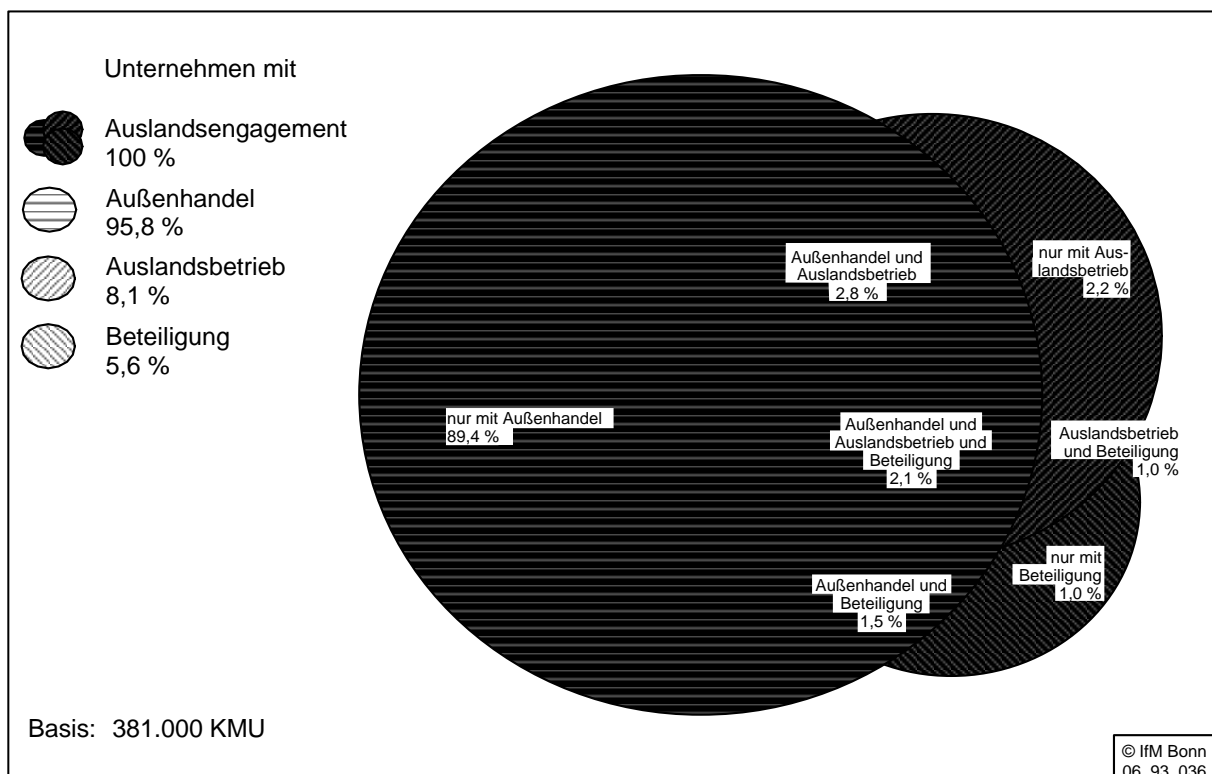 Unternehmen mit
Auslandsengagement
100 %
Außenhandel
95,8 %
Auslandsbetrieb
8,1 %
Beteiligung
5,6 %
Außenhandel und
Auslandsbetrieb
2,8 %
nur mit Aus-
landsbetrieb
2,2 %
nur mit Außenhandel
89,4 %
Außenhandel und
Auslandsbetrieb und
Beteiligung
2,1 %
Auslandsbetrieb
und Beteiligung
1,0 %
Außenhandel und
Beteiligung
1,5 %
nur mit
Beteiligung
1,0 %
Basis: 381.000 KMU
© IfM Bonn
06 93 036